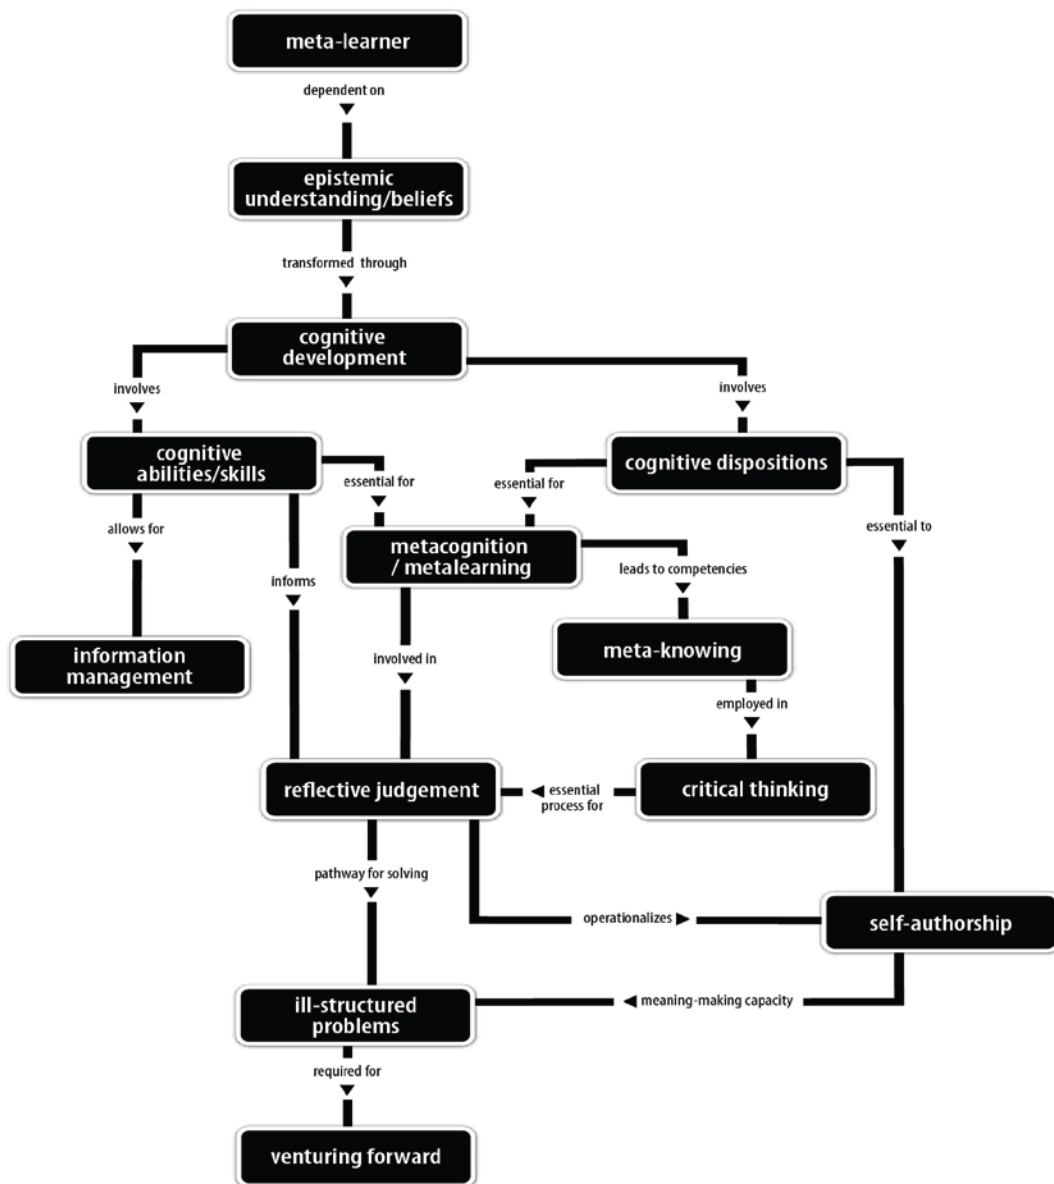 meta-learner
dependent on
epistemic
understanding/beliefs
transformed through
cognitive
development
involves
involves
cognitive
abilities/skills
cognitive dispositions
essential for
essential for
allows for
essential to
metacognition
/ metalearning
informs
leads to competencies
information
management
involved in
meta-knowing
employed in
reflective judgement
essential
process for
critical thinking
pathway for solving
operationalizes
self-authorship
ill-structured
problems
meaning-making capacity
required for
venturing forward